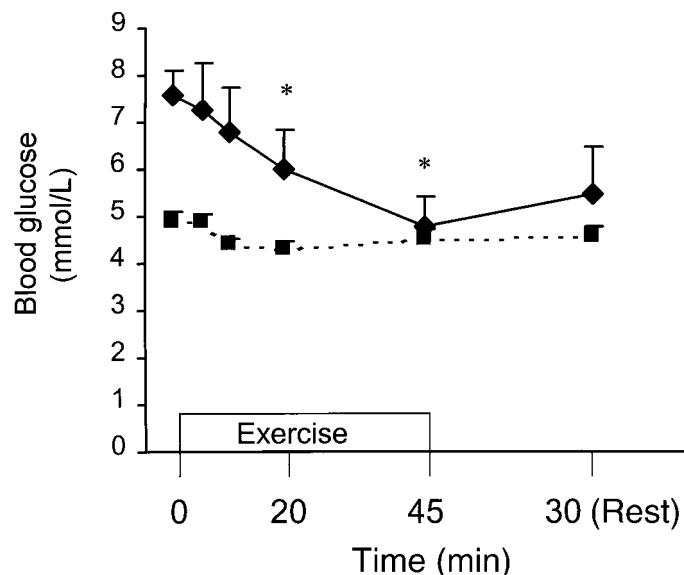 9
8
7
6
5
4
3
2
1
0
Blood glucose
(mmol/L)
*
*
Exercise
0 20 45 30 (Rest)
Time (min)